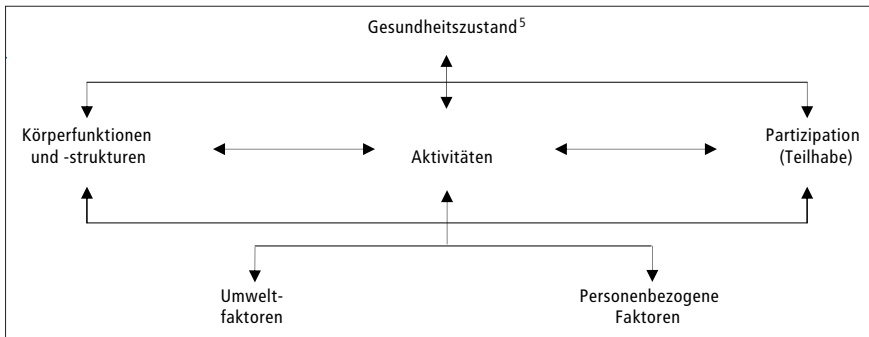 Gesundheitszustand⁵
Körperfunktionen
und -strukturen
Aktivitäten
Partizipation
(Teilhabe)
Umwelt-
faktoren
Personenbezogene
Faktoren